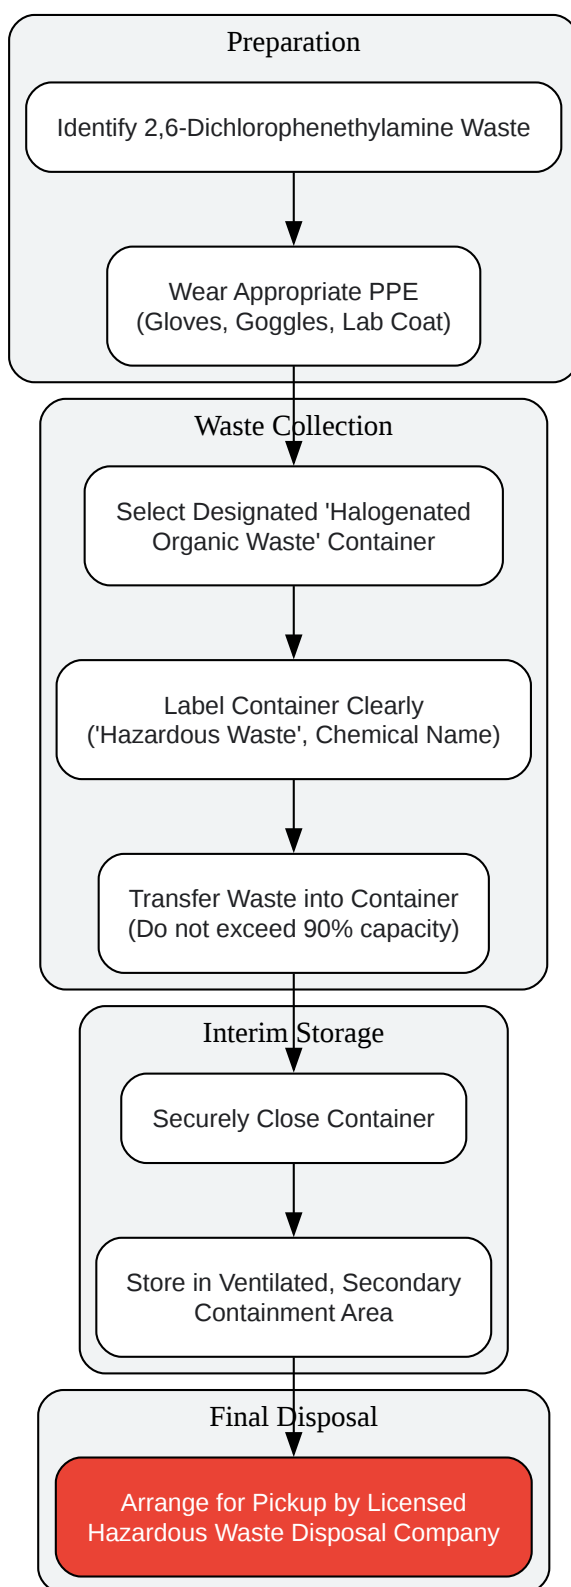 Preparation
Identify 2,6-Dichlorophenethylamine Waste
Wear Appropriate PPE
(Gloves, Goggles, Lab Coat)
Waste Collection
Select Designated 'Halogenated
Organic Waste' Container
Label Container Clearly
('Hazardous Waste', Chemical Name)
Transfer Waste into Container
(Do not exceed 90% capacity)
Interim Storage
Securely Close Container
Store in Ventilated, Secondary
Containment Area
Final Disposal
Arrange for Pickup by Licensed
Hazardous Waste Disposal Company